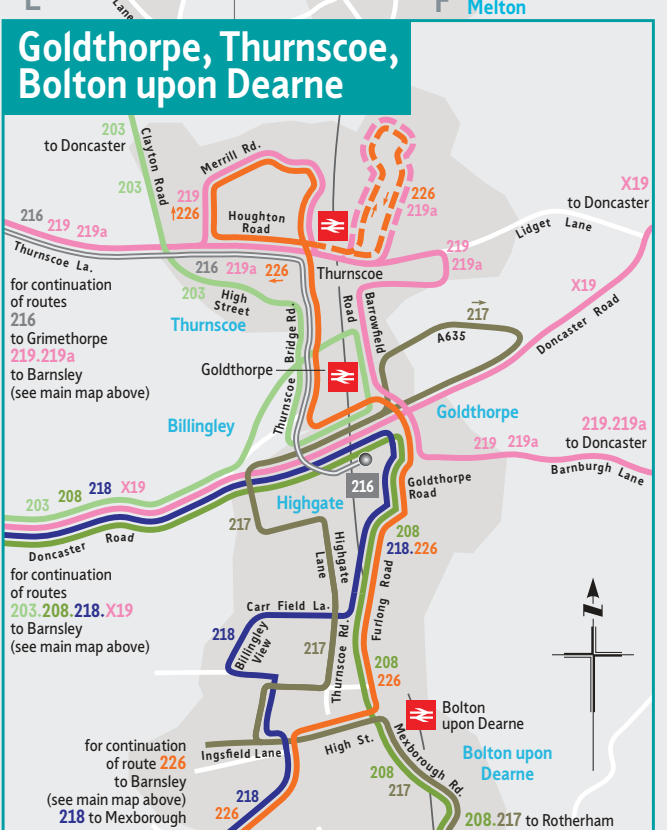 E
Lane
F
Melton
Goldthorpe, Thurnscoe,
Bolton upon Dearne
203
to Doncaster
Clayton Road
203
Merrill Rd.
219
↑226
Houghton
Road
226
219a
X19
to Doncaster
Lidget Lane
216
219
219a
Thurnscoe La.
219
219a
Thurnscoe
216
219a
226
←
203
High
Street
Thurnscoe
for continuation
of routes
216
to Grimethorpe
219.219a
to Barnsley
(see main map above)
Thurnscoe Bridge Rd.
Barrowfield
Road
→
217
A635
X19
Doncaster Road
Goldthorpe
Billingley
Goldthorpe
219.219a
to Doncaster
219
219a
Barnburgh Lane
216
Goldthorpe
Road
Highgate
203
208
218
X19
Doncaster Road
217
Highgate
Lane
208
218.226
for continuation
of routes
203.208.218.X19
to Barnsley
(see main map above)
Carr Field La.
218
Billingley
View
217
Thurnscoe Rd.
Furlong Road
208
226
N
Bolton
upon Dearne
Ingsfield Lane
High St.
Mexborough Rd.
Bolton upon
Dearne
for continuation
of route 226
to Barnsley
(see main map above)
218 to Mexborough
218
226
208
217
208.217 to Rotherham